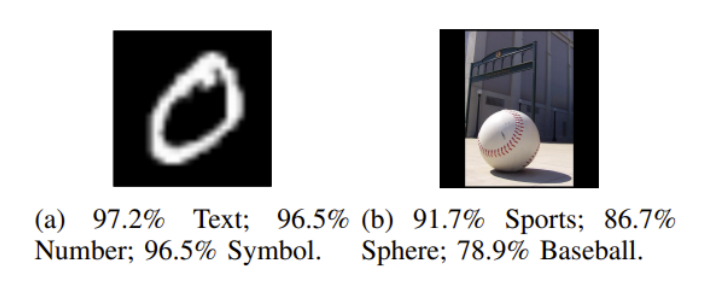 (a) 97.2% Text; 96.5%
Number; 96.5% Symbol.
(b) 91.7% Sports; 86.7%
Sphere; 78.9% Baseball.